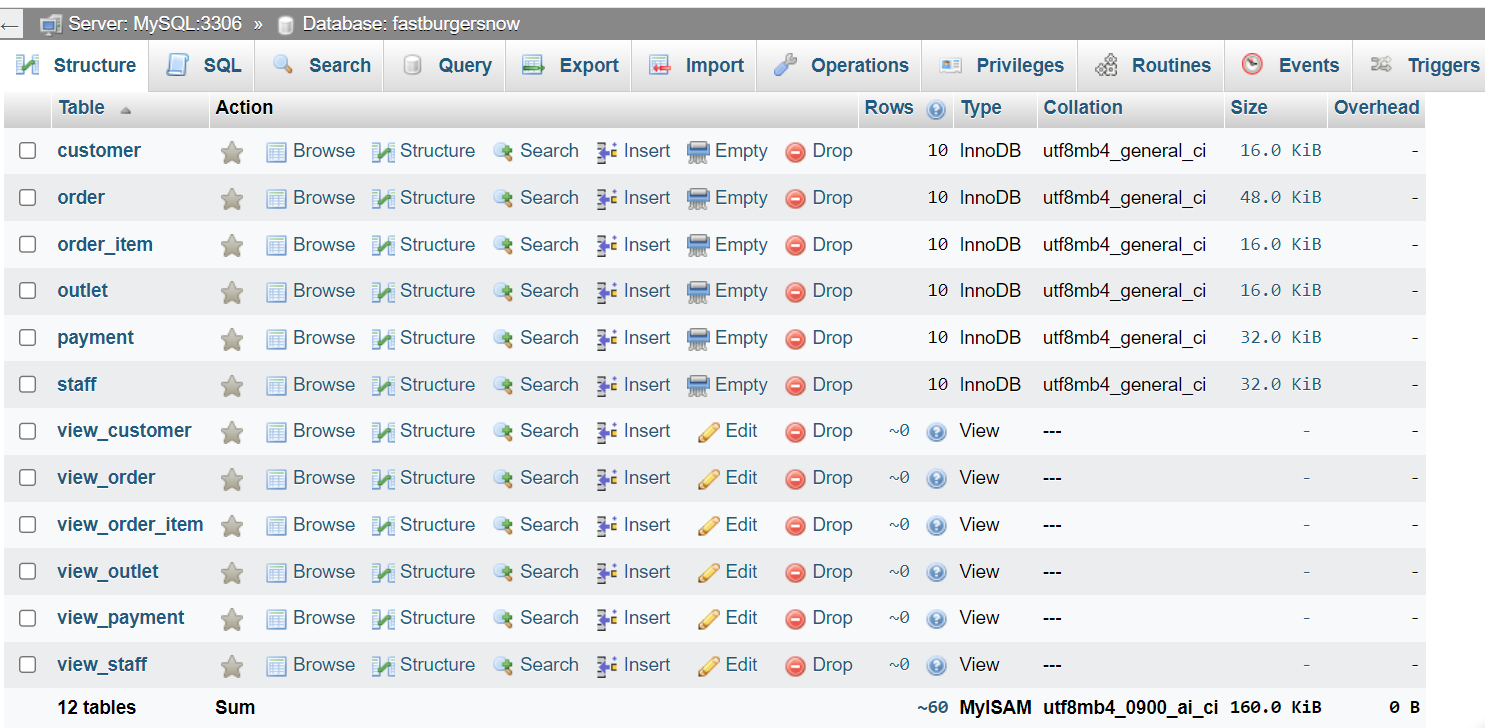 ← Server: MySQL:3306 » Database: fastburgersnow
Structure SQL Search Query Export Import Operations Privileges Routines Events Triggers
Table Action Rows Type Collation Size Overhead
customer Browse Structure Search Insert Empty Drop 10 InnoDB utf8mb4_general_ci 16.0 KiB -
order Browse Structure Search Insert Empty Drop 10 InnoDB utf8mb4_general_ci 48.0 KiB -
order_item Browse Structure Search Insert Empty Drop 10 InnoDB utf8mb4_general_ci 16.0 KiB -
outlet Browse Structure Search Insert Empty Drop 10 InnoDB utf8mb4_general_ci 16.0 KiB -
payment Browse Structure Search Insert Empty Drop 10 InnoDB utf8mb4_general_ci 32.0 KiB -
staff Browse Structure Search Insert Empty Drop 10 InnoDB utf8mb4_general_ci 32.0 KiB -
view_customer Browse Structure Search Insert Edit Drop ~0 View --- - -
view_order Browse Structure Search Insert Edit Drop ~0 View --- - -
view_order_item Browse Structure Search Insert Edit Drop ~0 View --- - -
view_outlet Browse Structure Search Insert Edit Drop ~0 View --- - -
view_payment Browse Structure Search Insert Edit Drop ~0 View --- - -
view_staff Browse Structure Search Insert Edit Drop ~0 View --- - -
12 tables Sum ~60 MyISAM utf8mb4_0900_ai_ci 160.0 KiB 0 B